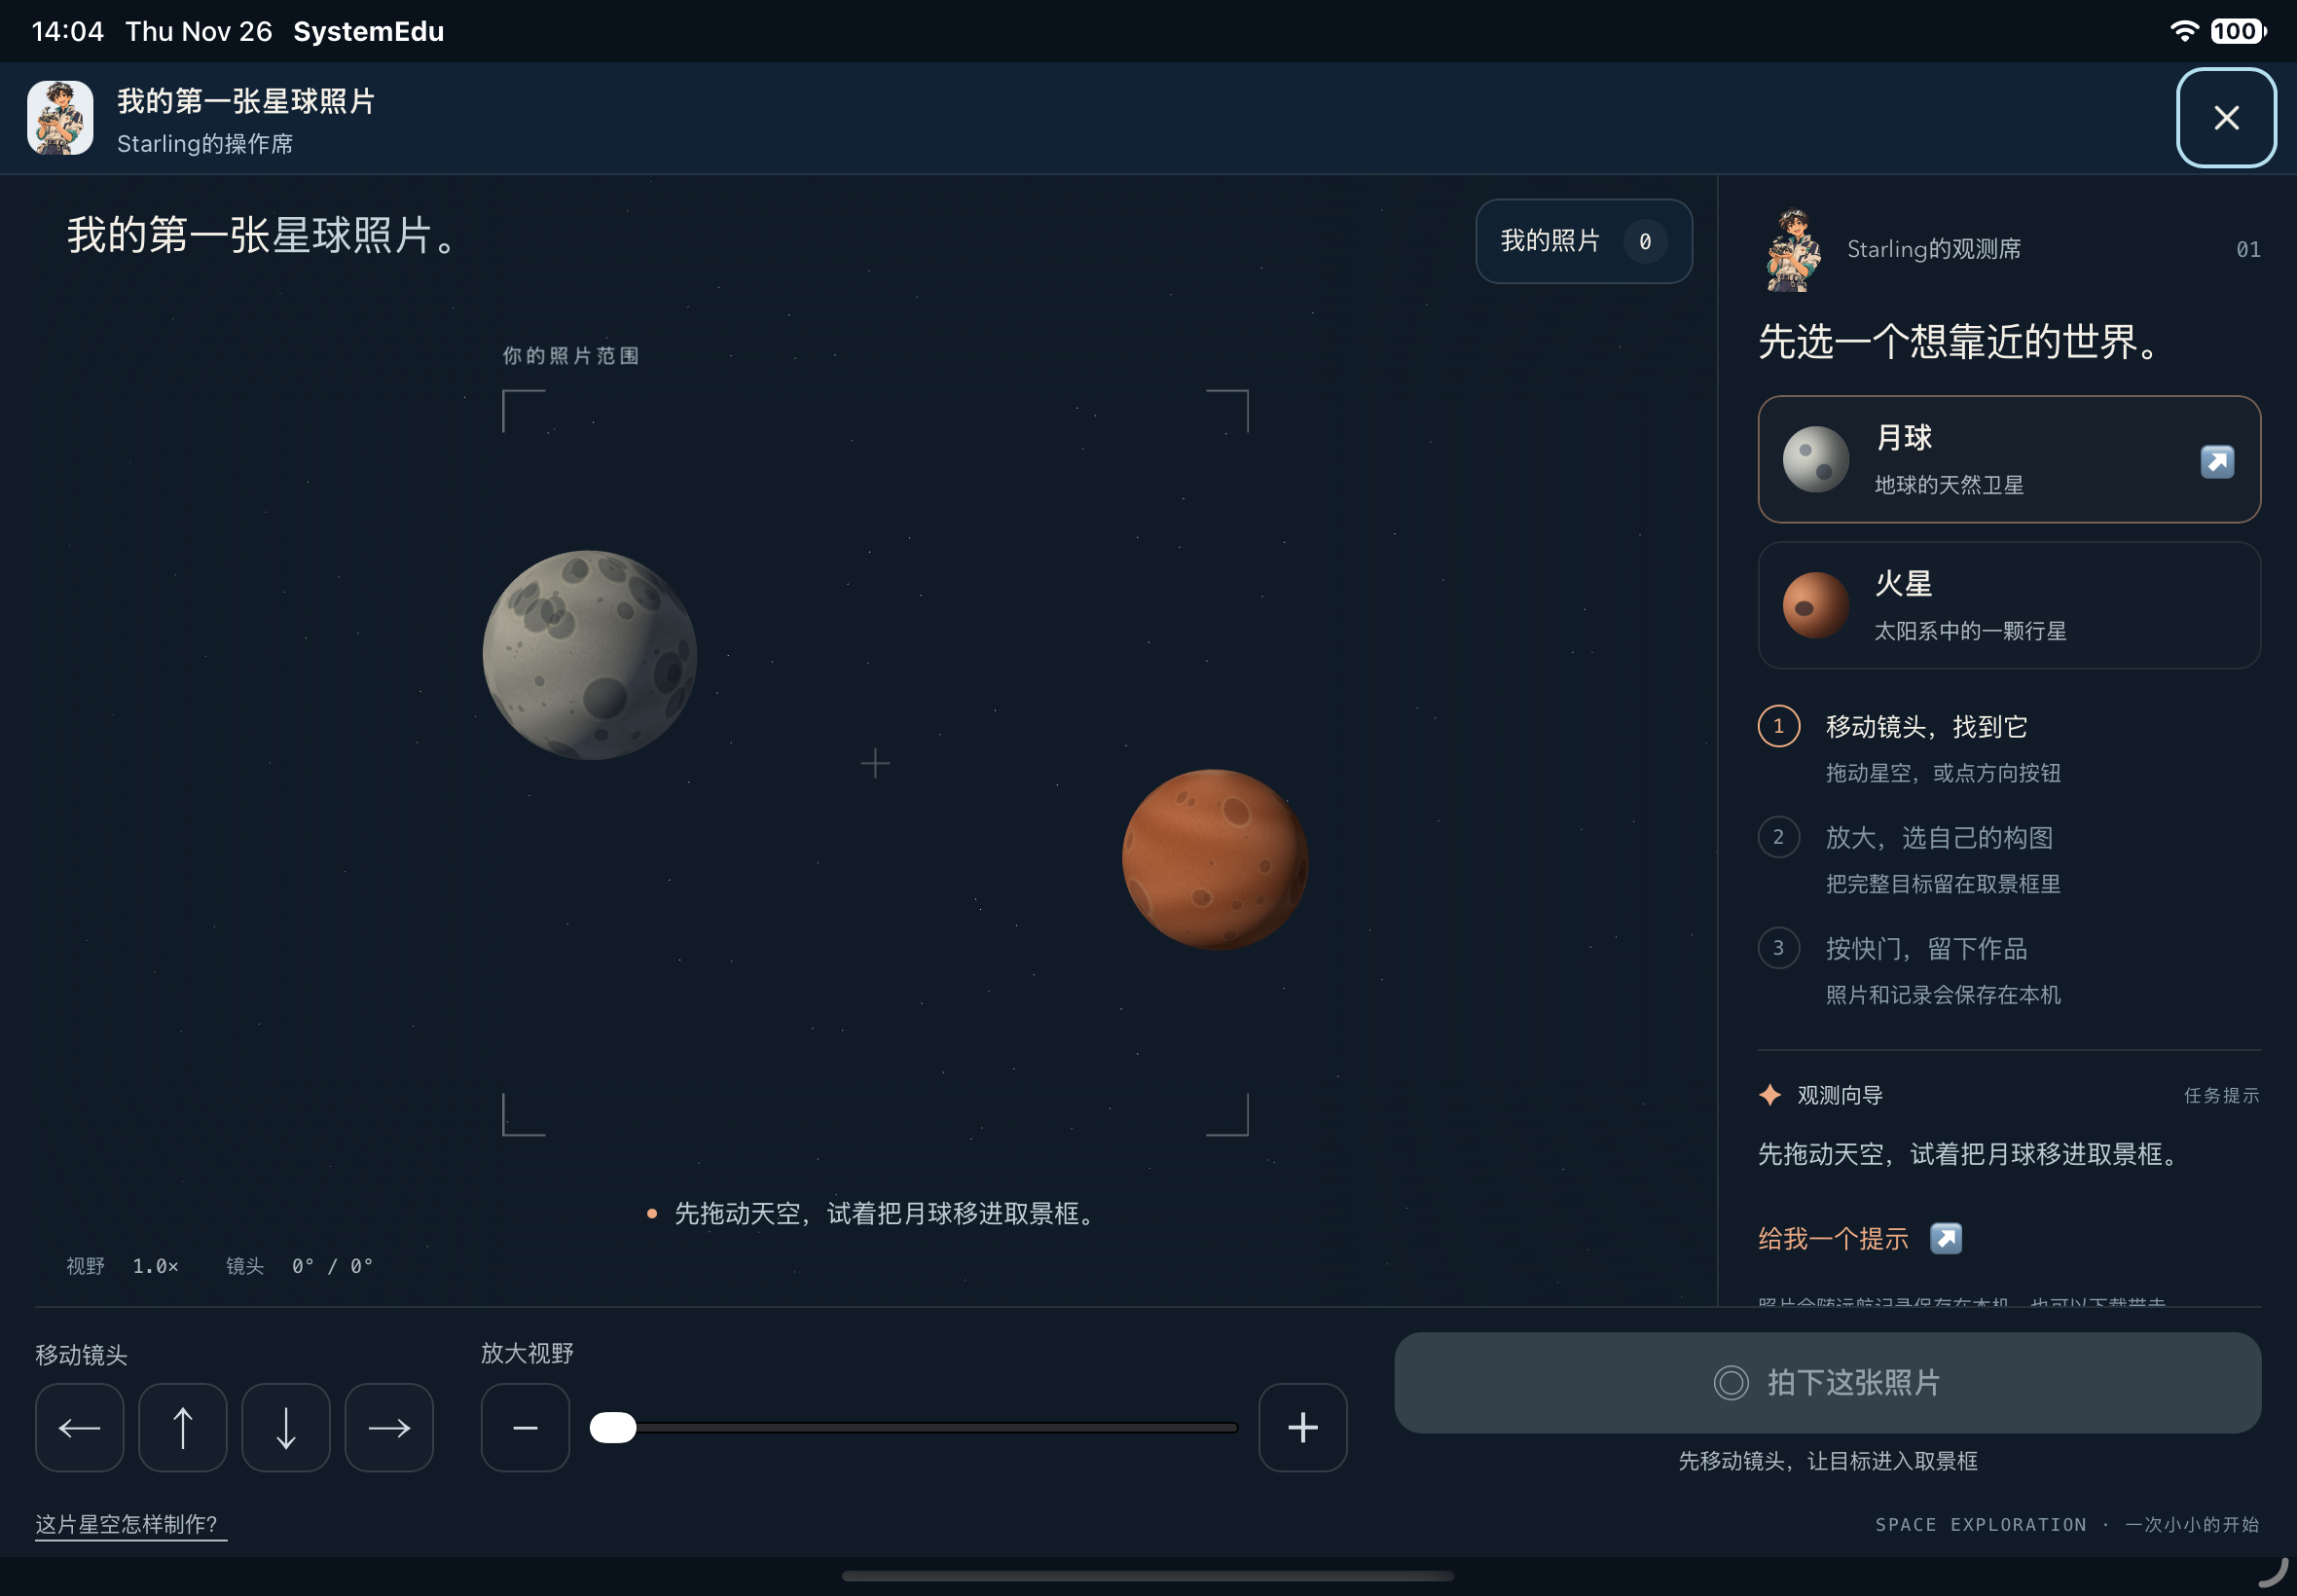 14:04 Thu Nov 26 SystemEdu
100
我的第一张星球照片
Starling的操作席
我的第一张星球照片。
我的照片 0
你的照片范围
先拖动天空，试着把月球移进取景框。
视野 1.0× 镜头 0° / 0°
Starling的观测席 01
先选一个想靠近的世界。
月球
地球的天然卫星
火星
太阳系中的一颗行星
1 移动镜头，找到它
拖动星空，或点方向按钮
2 放大，选自己的构图
把完整目标留在取景框里
3 按快门，留下作品
照片和记录会保存在本机
观测向导 任务提示
先拖动天空，试着把月球移进取景框。
给我一个提示
移动镜头
放大视野
拍下这张照片
先移动镜头，让目标进入取景框
这片星空怎样制作？
SPACE EXPLORATION · 一次小小的开始